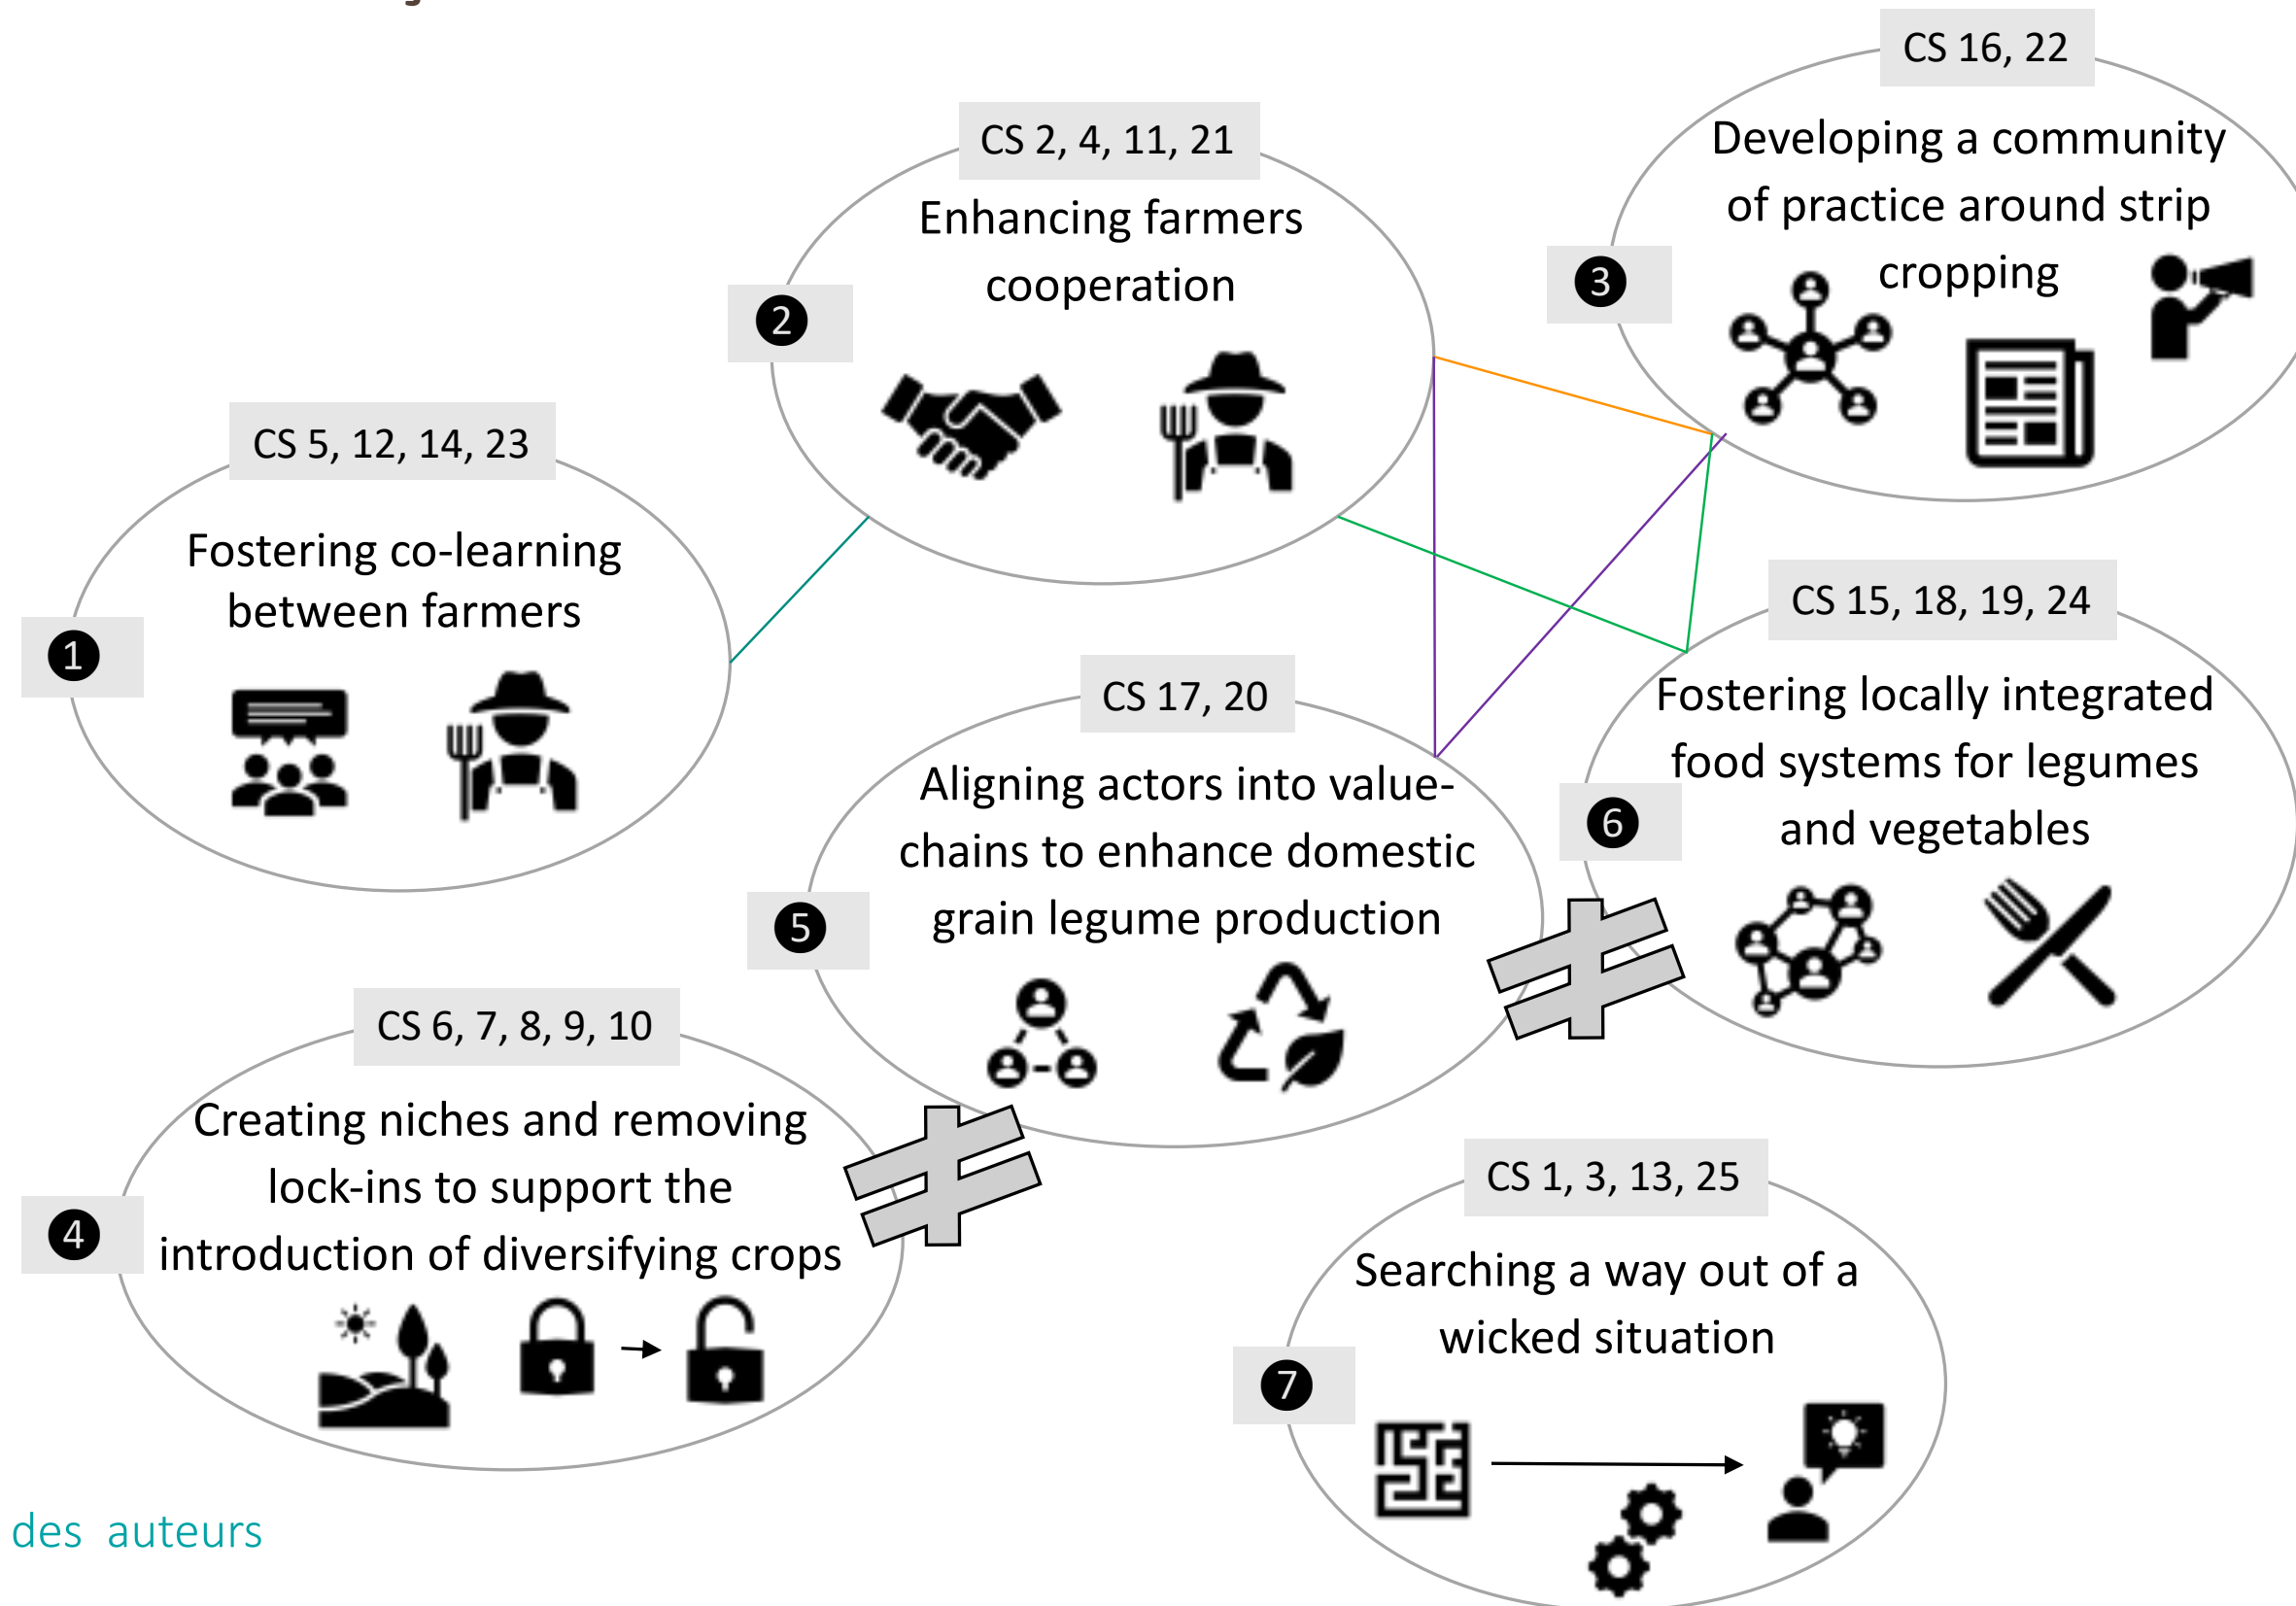 CS 16, 22
Developing a community
of practice around strip
cropping
3
CS 2, 4, 11, 21
Enhancing farmers
cooperation
2
CS 5, 12, 14, 23
Fostering co-learning
between farmers
1
CS 15, 18, 19, 24
Fostering locally integrated
food systems for legumes
and vegetables
6
CS 17, 20
Aligning actors into value-
chains to enhance domestic
grain legume production
5
CS 6, 7, 8, 9, 10
Creating niches and removing
lock-ins to support the
introduction of diversifying crops
4
CS 1, 3, 13, 25
Searching a way out of a
wicked situation
7
des auteurs